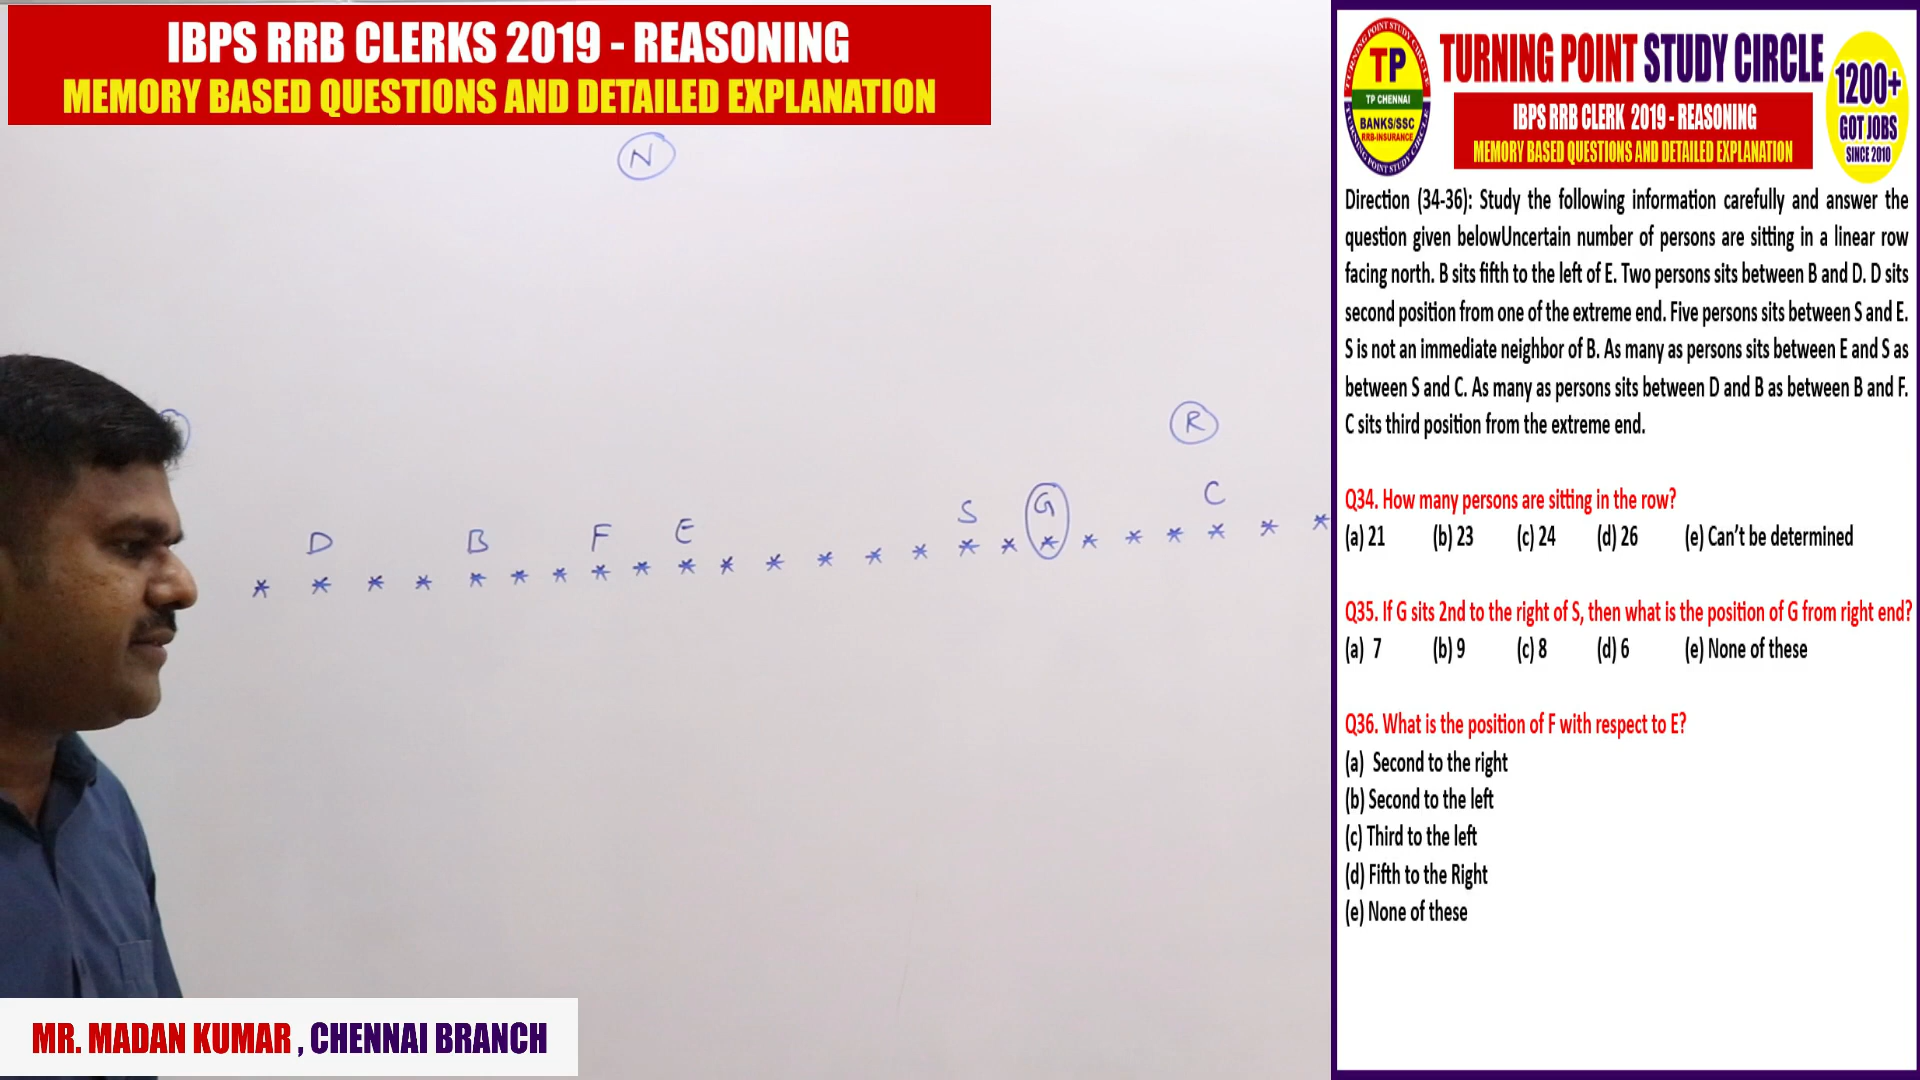 IBPS RRB CLERKS 2019 - REASONING
MEMORY BASED QUESTIONS AND DETAILED EXPLANATION
N
R
D B F E S G C
* * * * * * * * * * * * * * * * * * * * * * * *
MR. MADAN KUMAR , CHENNAI BRANCH
TURNING POINT STUDY CIRCLE
TURNING POINT STUDY CIRCLE
TP
TP CHENNAI
BANKS/SSC
RRB-INSURANCE
TURNING POINT STUDY CIRCLE
IBPS RRB CLERK 2019 - REASONING
MEMORY BASED QUESTIONS AND DETAILED EXPLANATION
1200+
GOT JOBS
SINCE 2010
Direction (34-36): Study the following information carefully and answer the
question given belowUncertain number of persons are sitting in a linear row
facing north. B sits fifth to the left of E. Two persons sits between B and D. D sits
second position from one of the extreme end. Five persons sits between S and E.
S is not an immediate neighbor of B. As many as persons sits between E and S as
between S and C. As many as persons sits between D and B as between B and F.
C sits third position from the extreme end.
Q34. How many persons are sitting in the row?
(a) 21 (b) 23 (c) 24 (d) 26 (e) Can't be determined
Q35. If G sits 2nd to the right of S, then what is the position of G from right end?
(a) 7 (b) 9 (c) 8 (d) 6 (e) None of these
Q36. What is the position of F with respect to E?
(a) Second to the right
(b) Second to the left
(c) Third to the left
(d) Fifth to the Right
(e) None of these